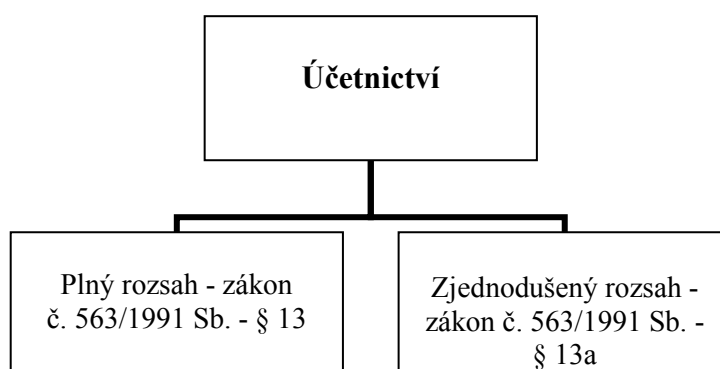 Účetnictví
Plný rozsah - zákon
č. 563/1991 Sb. - § 13
Zjednodušený rozsah -
zákon č. 563/1991 Sb. -
§ 13a